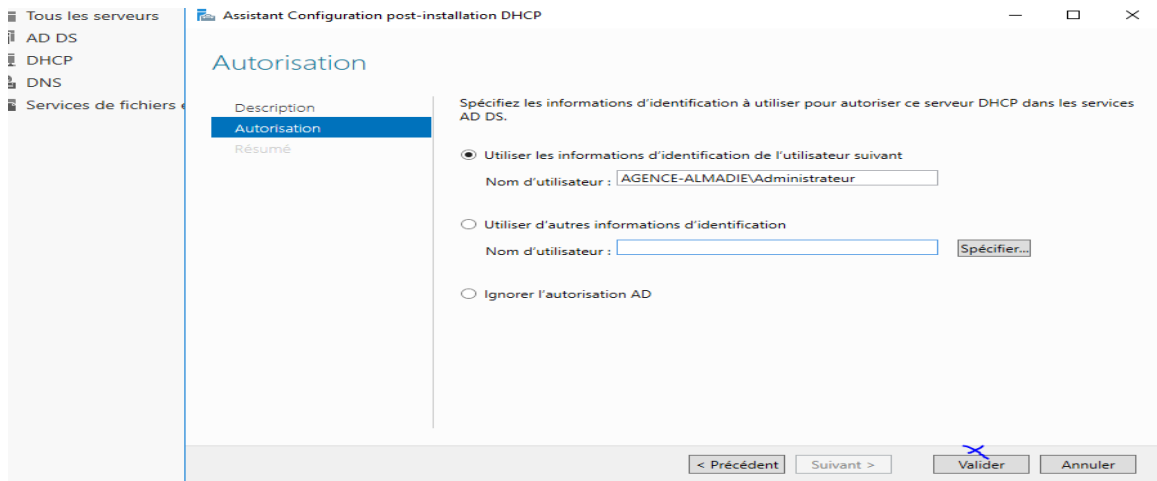 Tous les serveurs
AD DS
DHCP
DNS
Services de fichiers e
Assistant Configuration post-installation DHCP
Autorisation
Description
Autorisation
Résumé
Spécifiez les informations d'identification à utiliser pour autoriser ce serveur DHCP dans les services
AD DS.
Utiliser les informations d'identification de l'utilisateur suivant
Nom d'utilisateur : AGENCE-ALMADIE\Administrateur
Utiliser d'autres informations d'identification
Nom d'utilisateur : Spécifier...
Ignorer l'autorisation AD
< Précédent Suivant > Valider Annuler